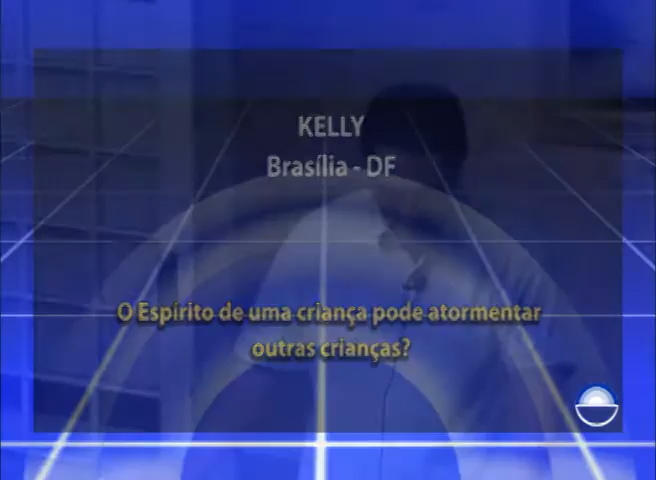 KELLY
Brasília - DF
O Espírito de uma criança pode atormentar
outras crianças?